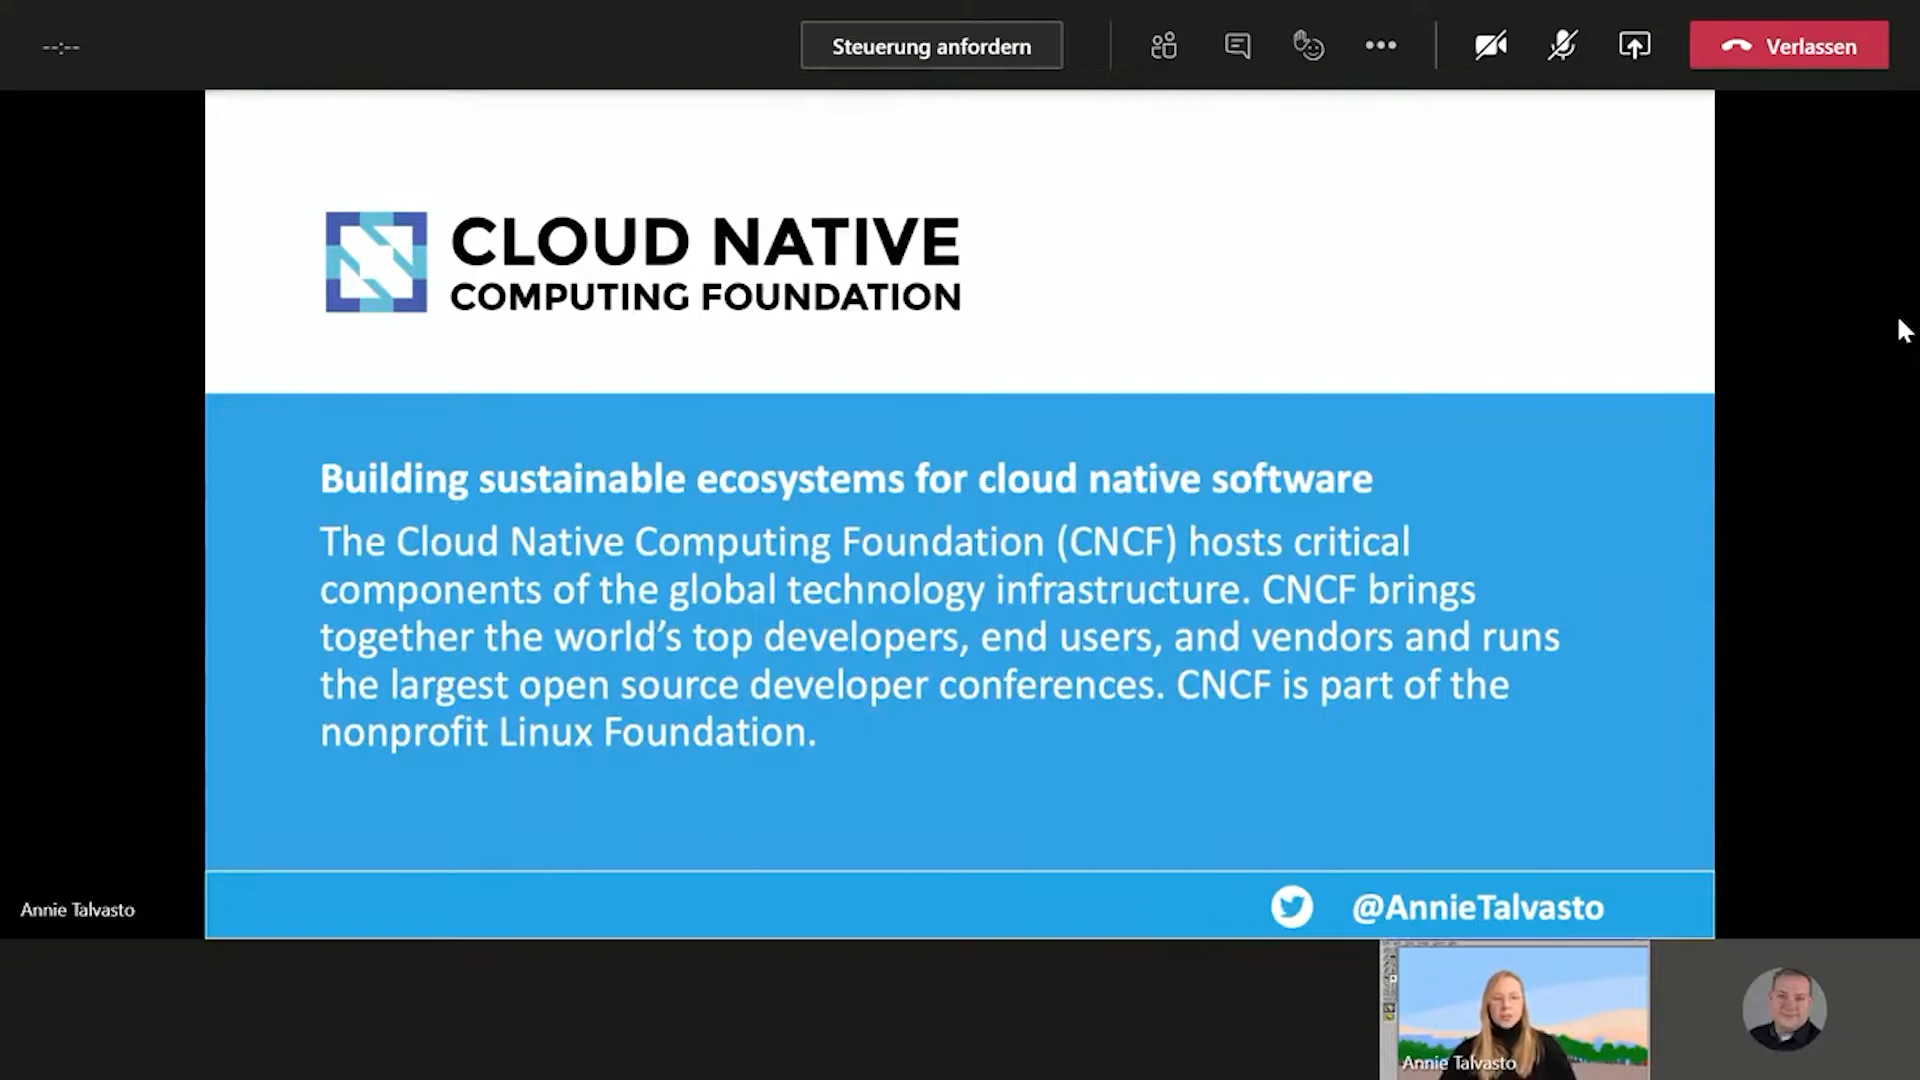 --:--
Steuerung anfordern
Verlassen
CLOUD NATIVE
COMPUTING FOUNDATION
Building sustainable ecosystems for cloud native software
The Cloud Native Computing Foundation (CNCF) hosts critical
components of the global technology infrastructure. CNCF brings
together the world’s top developers, end users, and vendors and runs
the largest open source developer conferences. CNCF is part of the
nonprofit Linux Foundation.
Annie Talvasto
@AnnieTalvasto
Annie Talvasto